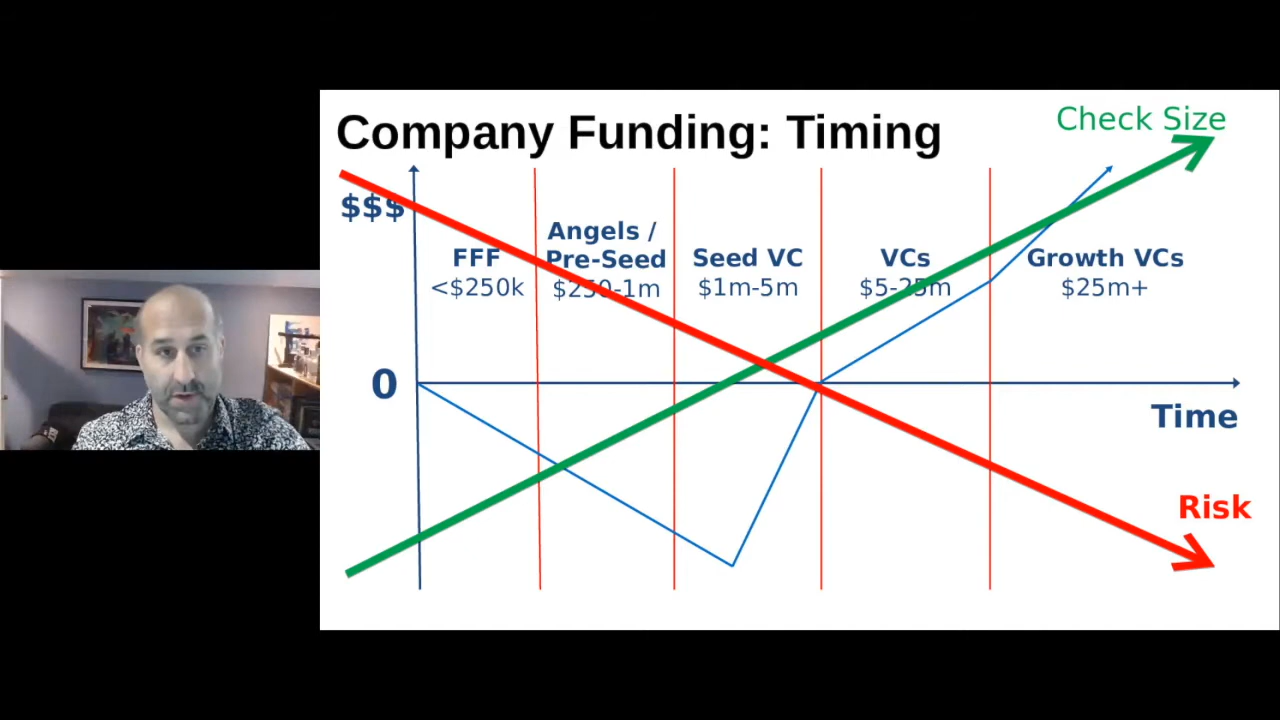 Company Funding: Timing
Check Size
$$$
FFF
<$250k
Angels /
Pre-Seed
$250-1m
Seed VC
$1m-5m
VCs
$5-25m
Growth VCs
$25m+
0
Time
Risk